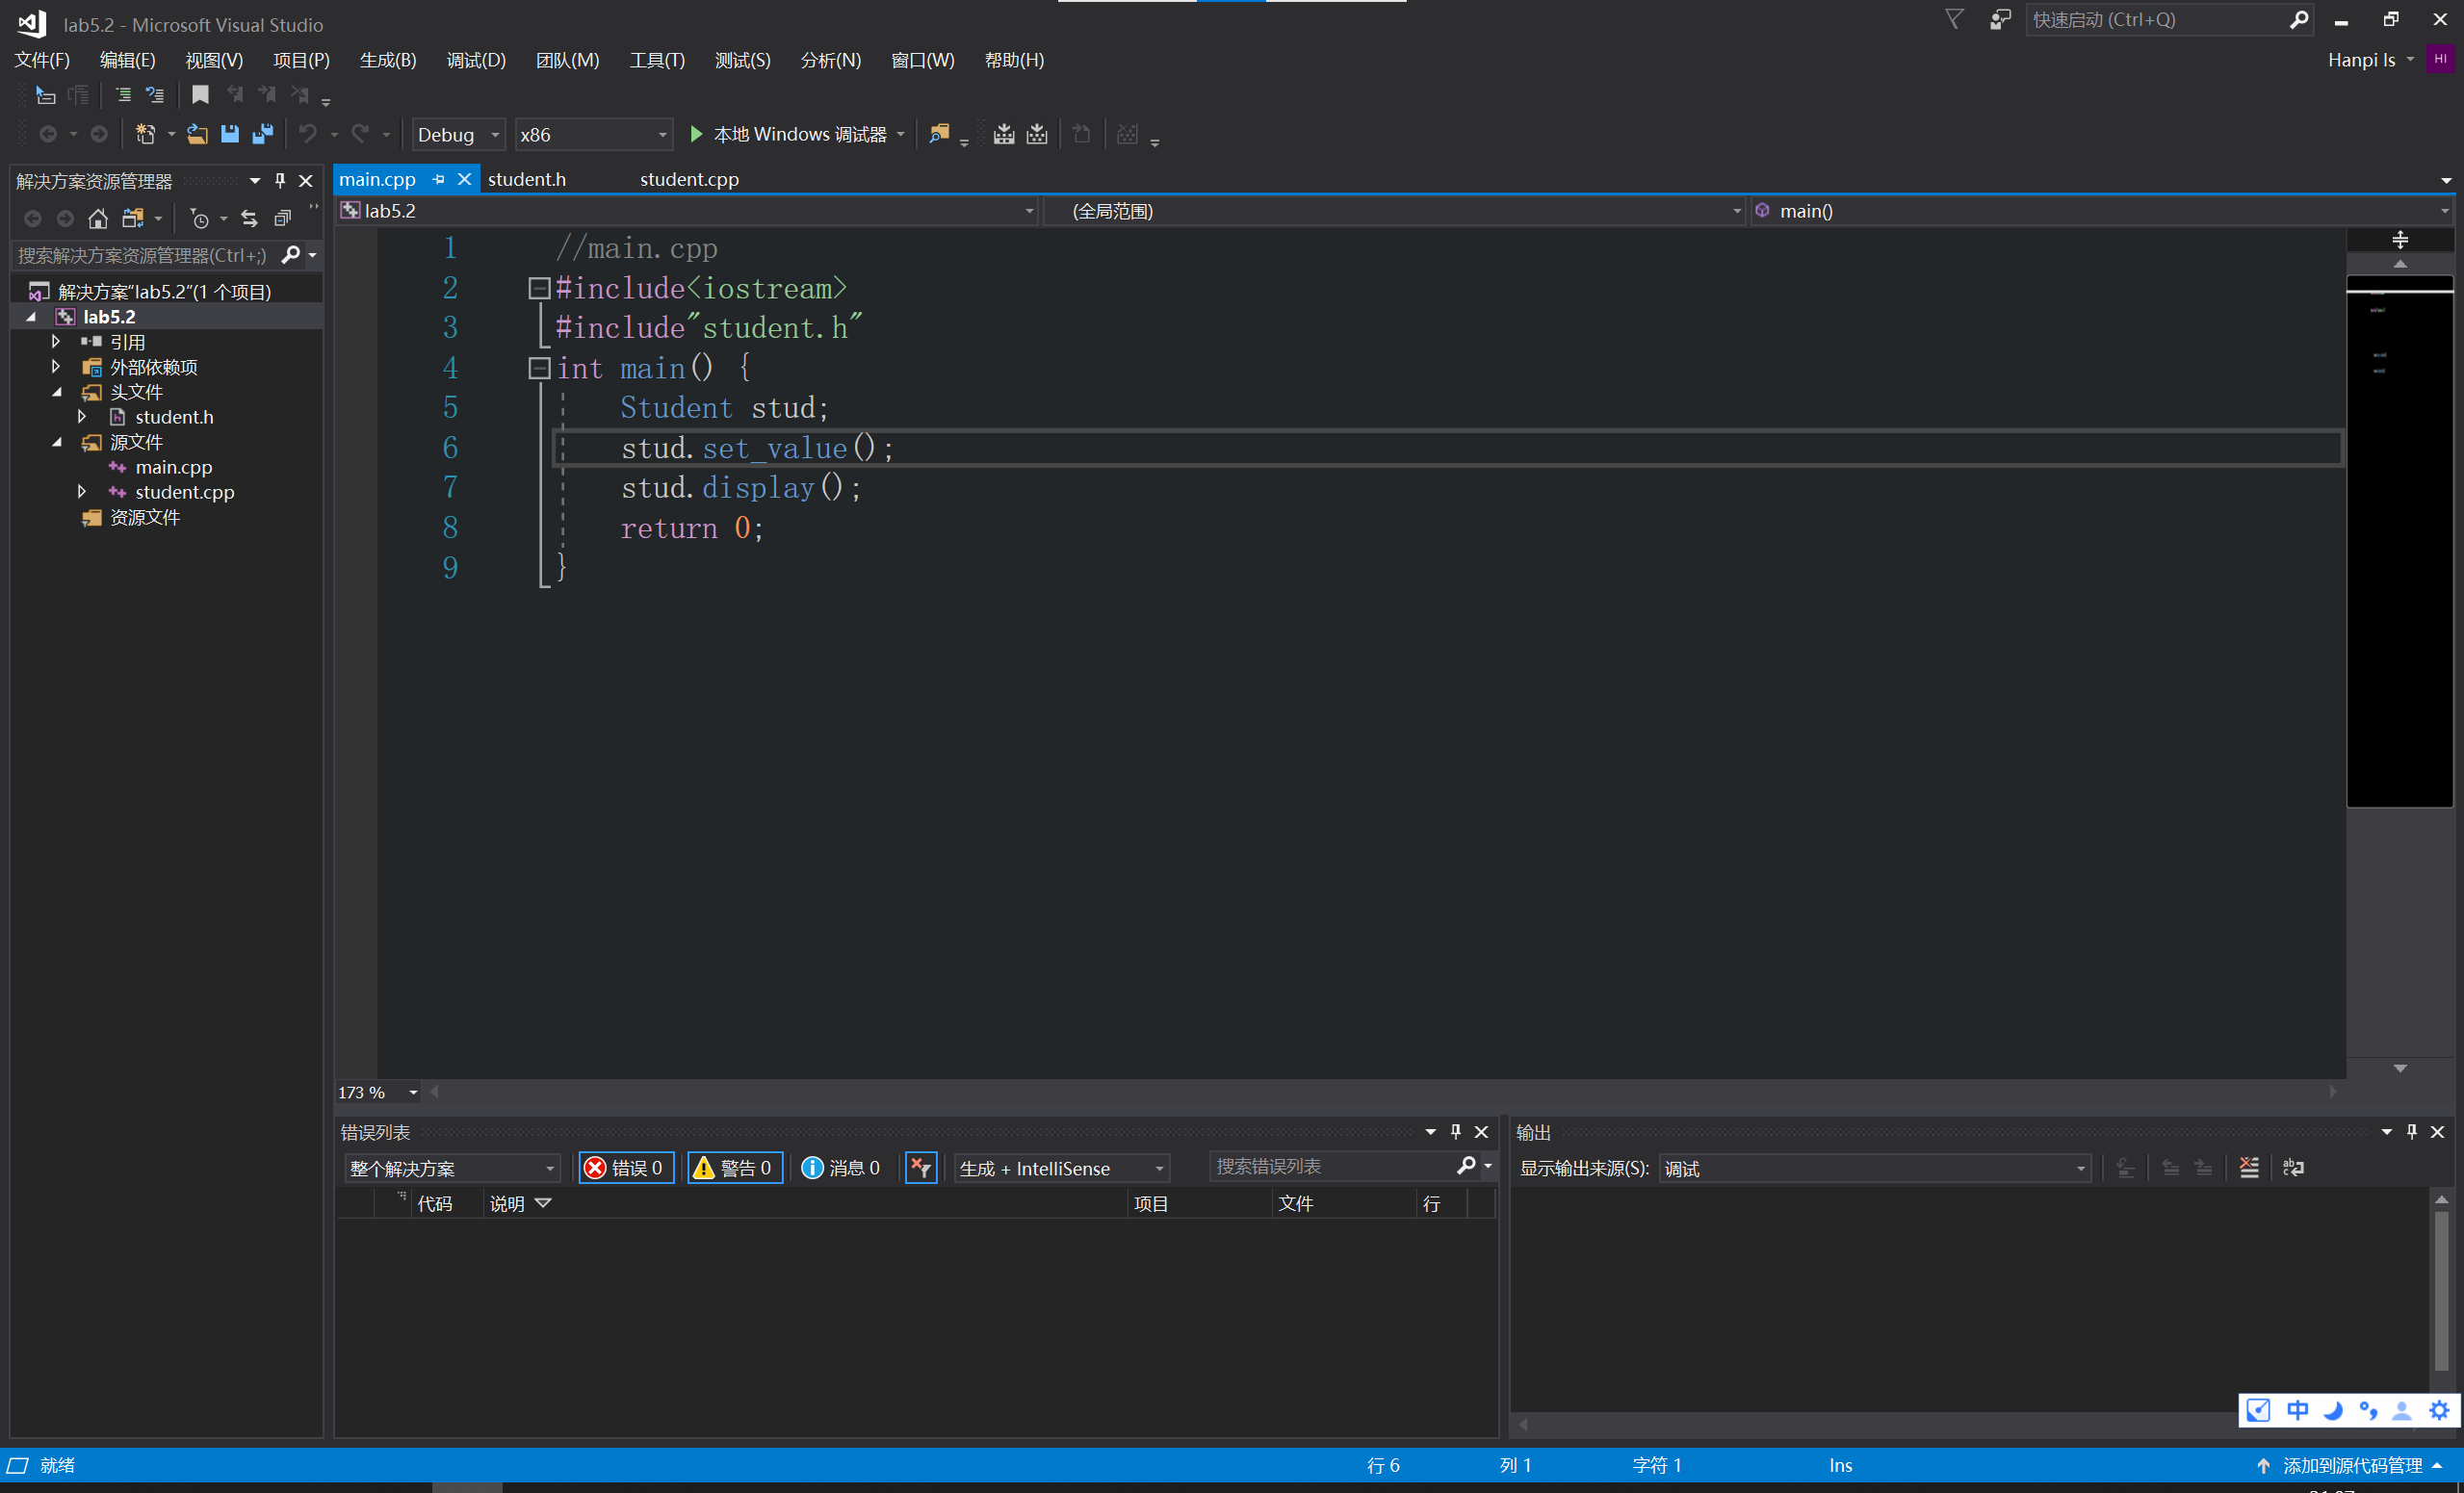 lab5.2 - Microsoft Visual Studio
快速启动 (Ctrl+Q)
文件(F) 编辑(E) 视图(V) 项目(P) 生成(B) 调试(D) 团队(M) 工具(T) 测试(S) 分析(N) 窗口(W) 帮助(H)
Hanpi ls HI
Debug x86 本地 Windows 调试器
解决方案资源管理器
搜索解决方案资源管理器(Ctrl+;)
解决方案"lab5.2"(1 个项目)
lab5.2
引用
外部依赖项
头文件
student.h
源文件
main.cpp
student.cpp
资源文件
main.cpp student.h student.cpp
lab5.2 (全局范围) main()
1 //main.cpp
2 #include<iostream>
3 #include"student.h"
4 int main() {
5 Student stud;
6 stud.set_value();
7 stud.display();
8 return 0;
9 }
173 %
错误列表
整个解决方案 错误 0 警告 0 消息 0 生成 + IntelliSense 搜索错误列表
代码 说明 项目 文件 行
输出
显示输出来源(S): 调试
中
就绪 行 6 列 1 字符 1 Ins 添加到源代码管理